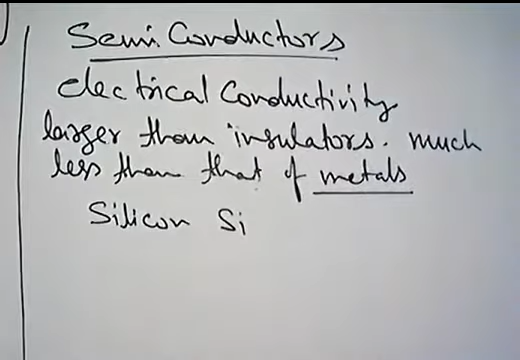 Semi Conductors
electrical Conductivity
larger than insulators. much
less than that of metals
Silicon Si